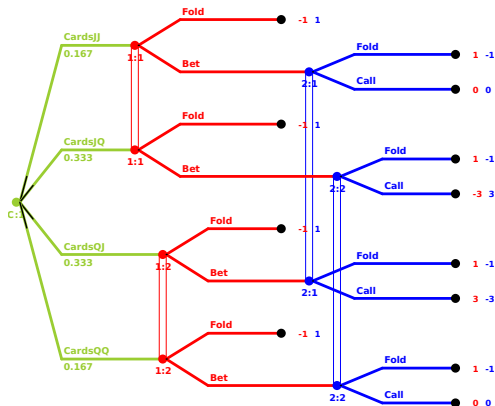 Fold
-1 1
CardsJJ
0.167
1:1
Bet
2:1
Fold
1 -1
Call
0 0
Fold
-1 1
CardsJQ
0.333
1:1
Bet
2:2
Fold
1 -1
Call
-3 3
C:1
Fold
-1 1
CardsQJ
0.333
1:2
Bet
2:1
Fold
1 -1
Call
3 -3
Fold
-1 1
CardsQQ
0.167
1:2
Bet
2:2
Fold
1 -1
Call
0 0